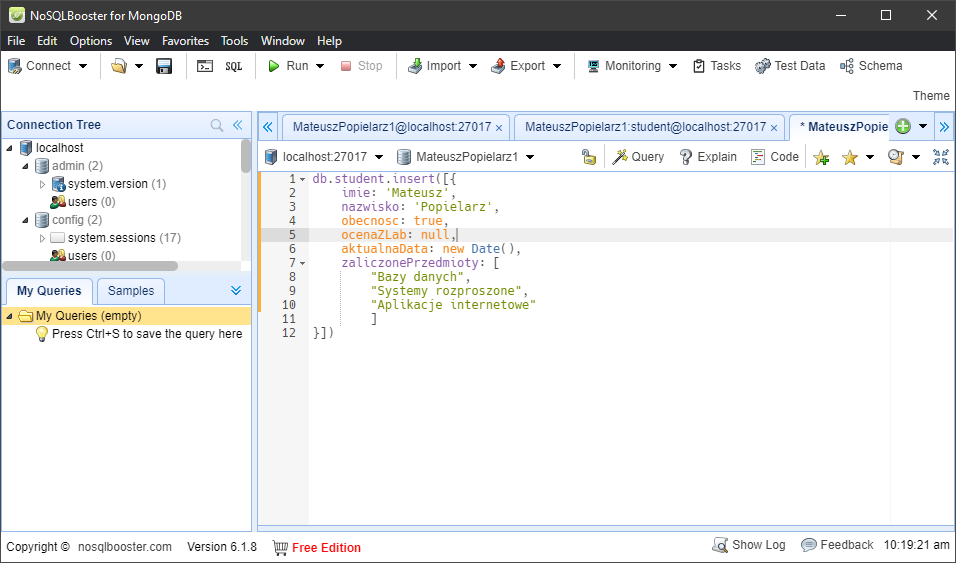 NoSQLBooster for MongoDB
File Edit Options View Favorites Tools Window Help
Connect SQL Run Stop Import Export Monitoring Tasks Test Data Schema
Theme
Connection Tree
localhost
admin (2)
system.version (1)
users (0)
config (2)
system.sessions (17)
users (0)
My Queries Samples
My Queries (empty)
Press Ctrl+S to save the query here
MateuszPopielarz1@localhost:27017 × MateuszPopielarz1:student@localhost:27017 × * MateuszPopie
localhost:27017 MateuszPopielarz1 Query Explain Code
1 db.student.insert([{
2 imie: 'Mateusz',
3 nazwisko: 'Popielarz',
4 obecnosc: true,
5 ocenaZLab: null,
6 aktualnaData: new Date(),
7 zaliczonePrzedmioty: [
8 "Bazy danych",
9 "Systemy rozproszone",
10 "Aplikacje internetowe"
11 ]
12 }])
Copyright © nosqlbooster.com Version 6.1.8 Free Edition Show Log Feedback 10:19:21 am